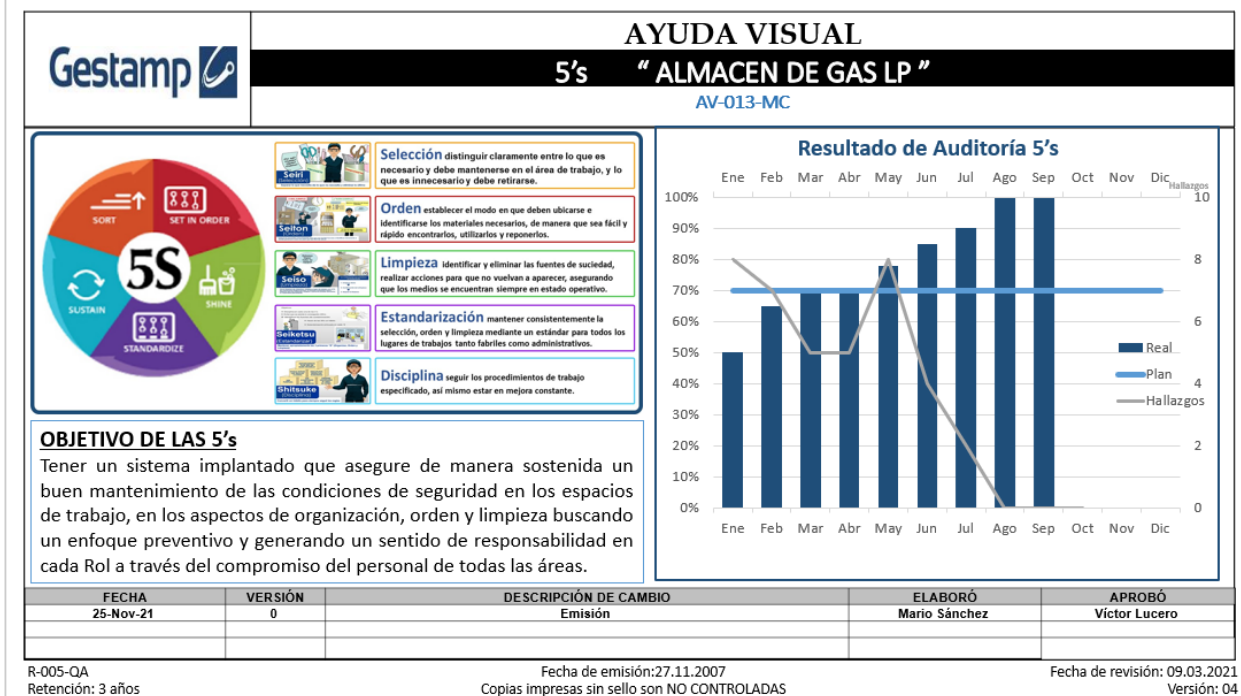 Gestamp
AYUDA VISUAL
5’s “ ALMACEN DE GAS LP ”
AV-013-MC
SORT
SET IN ORDER
5S
SUSTAIN
SHINE
STANDARDIZE
Seiri
Selección distinguir claramente entre lo que es
necesario y debe mantenerse en el área de trabajo, y lo
que es innecesario y debe retirarse.
Seiton
(Orden)
Orden establecer el modo en que deben ubicarse e
identificarse los materiales necesarios, de manera que sea fácil y
rápido encontrarlos, utilizarlos y reponerlos.
Seiso
Limpieza identificar y eliminar las fuentes de suciedad,
realizar acciones para que no vuelvan a aparecer, asegurando
que los medios se encuentran siempre en estado operativo.
Seiketsu
(Estandarizar)
Estandarización mantener consistentemente la
selección, orden y limpieza mediante un estándar para todos los
lugares de trabajos tanto fabriles como administrativos.
Shitsuke
(Disciplina)
Disciplina seguir los procedimientos de trabajo
especificado, así mismo estar en mejora constante.
OBJETIVO DE LAS 5’s
Tener un sistema implantado que asegure de manera sostenida un
buen mantenimiento de las condiciones de seguridad en los espacios
de trabajo, en los aspectos de organización, orden y limpieza buscando
un enfoque preventivo y generando un sentido de responsabilidad en
cada Rol a través del compromiso del personal de todas las áreas.
Resultado de Auditoría 5’s
Ene Feb Mar Abr May Jun Jul Ago Sep Oct Nov Dic
Hallazgos
100% 10
90%
80% 8
70%
60% 6
50%
40% 4
30%
20% 2
10%
0% 0
Real
Plan
Hallazgos
Ene Feb Mar Abr May Jun Jul Ago Sep Oct Nov Dic
FECHA VERSIÓN DESCRIPCIÓN DE CAMBIO ELABORÓ APROBÓ
25-Nov-21 0 Emisión Mario Sánchez Víctor Lucero
R-005-QA Fecha de emisión:27.11.2007 Fecha de revisión: 09.03.2021
Retención: 3 años Copias impresas sin sello son NO CONTROLADAS Versión: 04